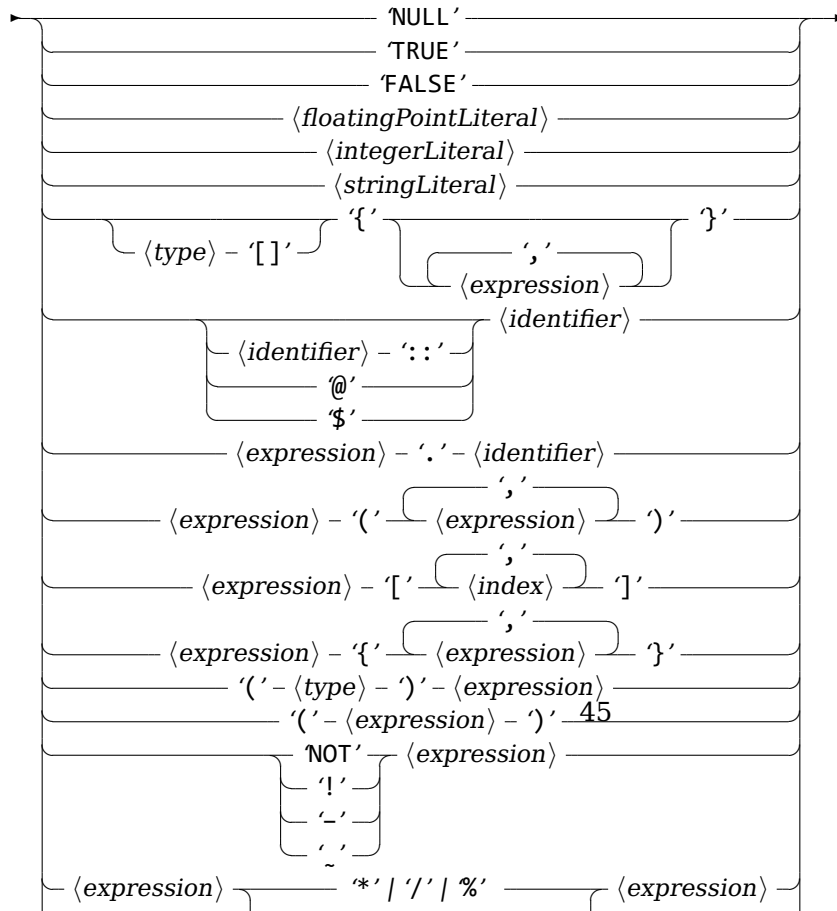 ‘NULL’
‘TRUE’
‘FALSE’
⟨floatingPointLiteral⟩
⟨integerLiteral⟩
⟨stringLiteral⟩
‘{’ ‘}’
⟨type⟩ – ‘[]’ ‘,’
⟨expression⟩
⟨identifier⟩
⟨identifier⟩ – ‘::’
‘@’
‘$’
⟨expression⟩ – ‘.’ – ⟨identifier⟩
‘,’
⟨expression⟩ – ‘(’ ⟨expression⟩ ‘)’
‘,’
⟨expression⟩ – ‘[’ ⟨index⟩ ‘]’
‘,’
⟨expression⟩ – ‘{’ ⟨expression⟩ ‘}’
‘(’ – ⟨type⟩ – ‘)’ – ⟨expression⟩
‘(’ – ⟨expression⟩ – ‘)’ 45
‘NOT’ ⟨expression⟩
‘!’
‘–’
‘~’
⟨expression⟩ ‘*’ | ‘/’ | ‘%’ ⟨expression⟩